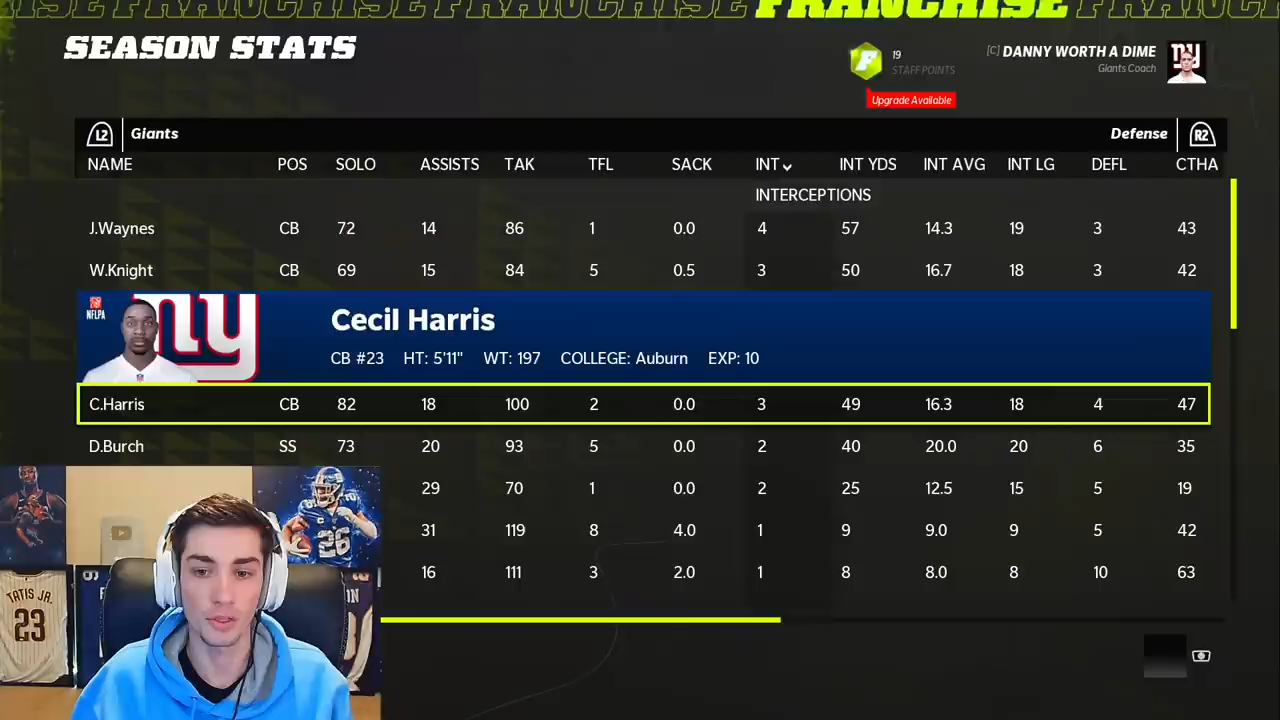 FRANCHISE FRANCHISE FRANCHISE FRANCHISE FRANCHISE
SEASON STATS
19
STAFF POINTS
Upgrade Available
[C] DANNY WORTH A DIME
Giants Coach
L2 Giants Defense R2
NAME POS SOLO ASSISTS TAK TFL SACK INT INT YDS INT AVG INT LG DEFL CTHA
INTERCEPTIONS
J.Waynes CB 72 14 86 1 0.0 4 57 14.3 19 3 43
W.Knight CB 69 15 84 5 0.5 3 50 16.7 18 3 42
NFLPA
ny
Cecil Harris
CB #23 HT: 5'11" WT: 197 COLLEGE: Auburn EXP: 10
C.Harris CB 82 18 100 2 0.0 3 49 16.3 18 4 47
D.Burch SS 73 20 93 5 0.0 2 40 20.0 20 6 35
29 70 1 0.0 2 25 12.5 15 5 19
31 119 8 4.0 1 9 9.0 9 5 42
16 111 3 2.0 1 8 8.0 8 10 63
26
TATIS JR.
23